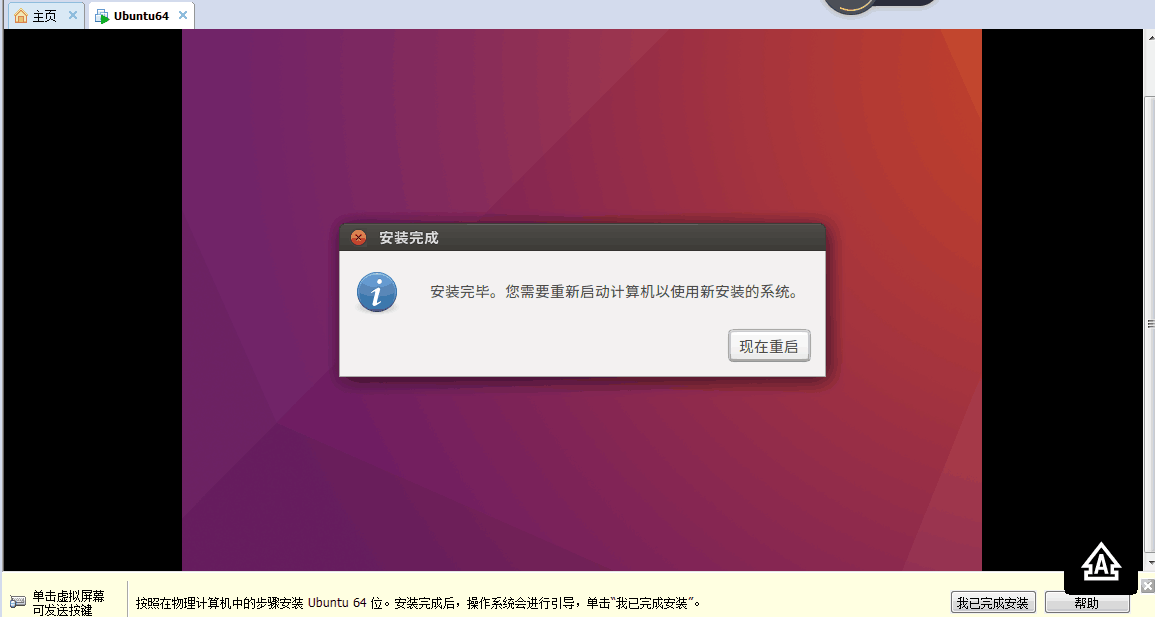 主页
Ubuntu64
安装完成
安装完毕。您需要重新启动计算机以使用新安装的系统。
现在重启
单击虚拟屏幕
可发送按键
按照在物理计算机中的步骤安装 Ubuntu 64 位。安装完成后，操作系统会进行引导，单击“我已完成安装”。
我已完成安装
帮助
A